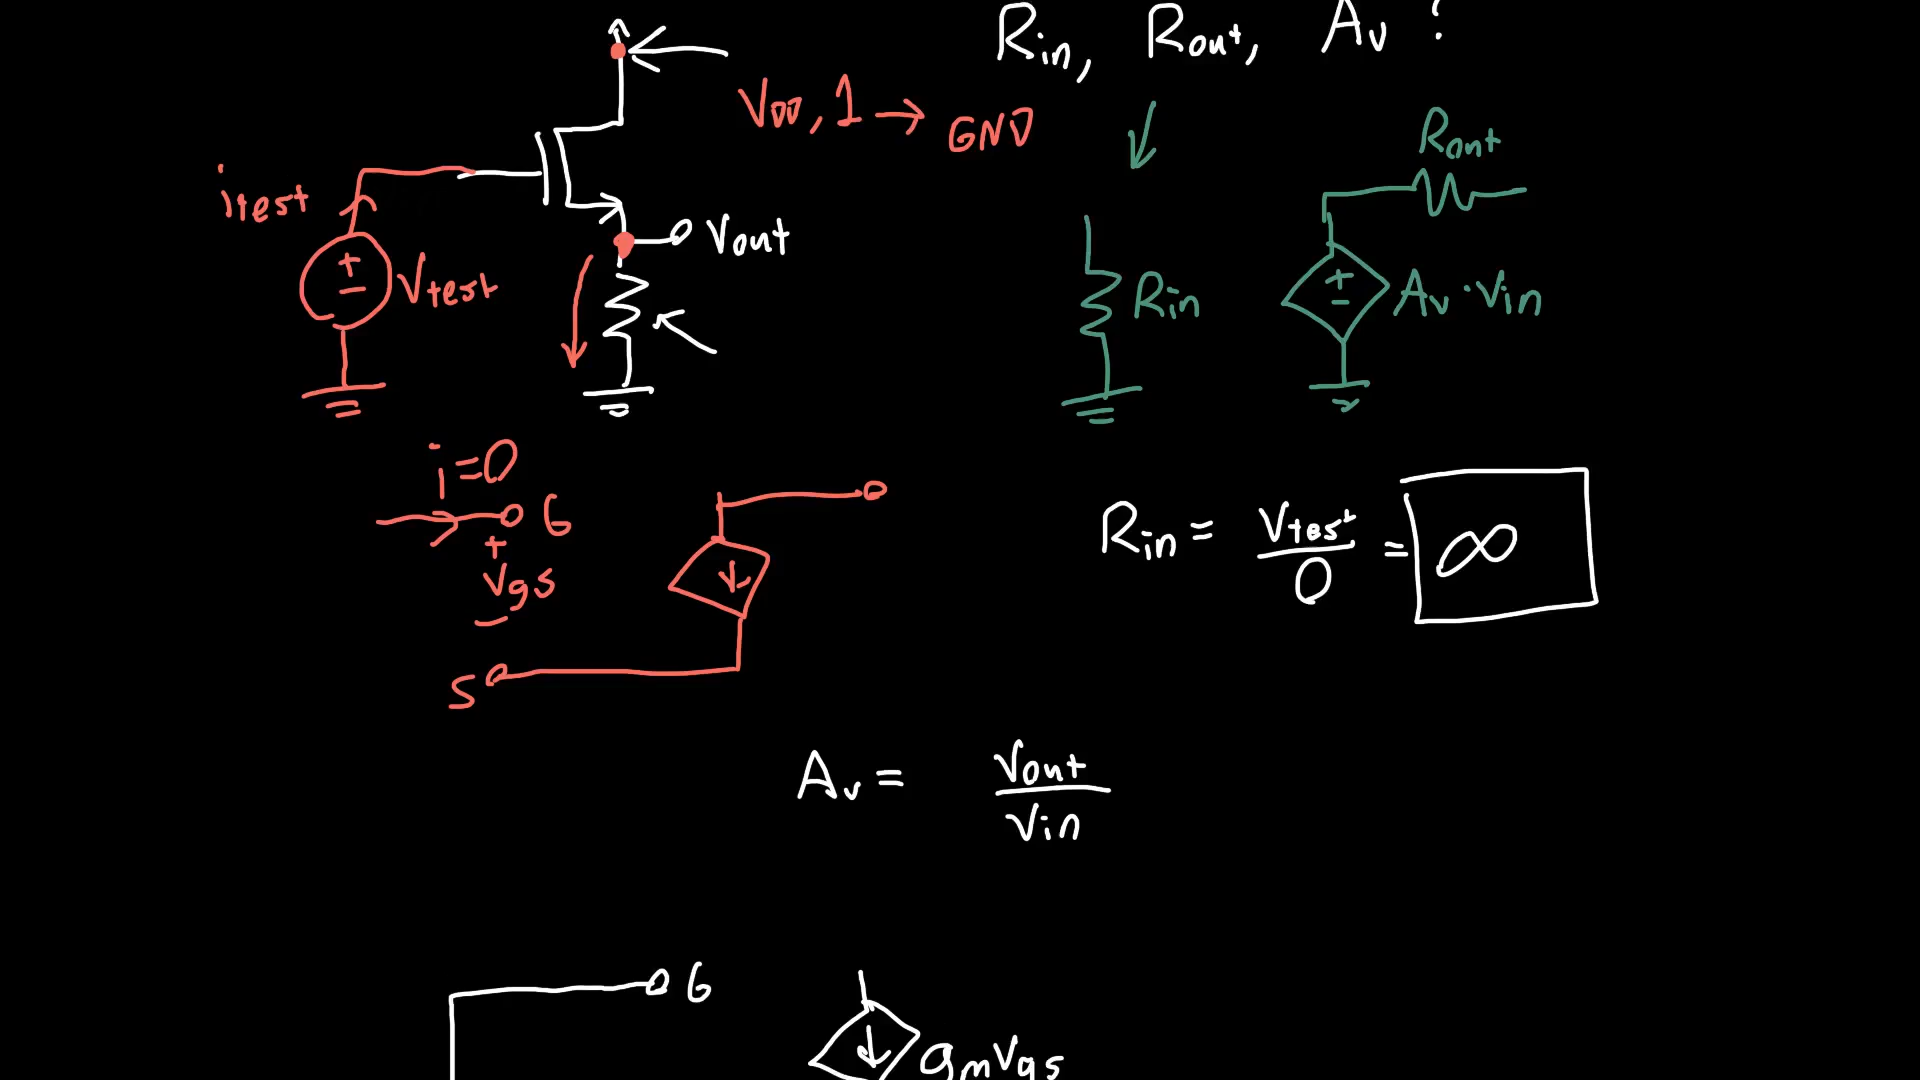 Rin, Rout, Av ?
VDD, 1 → GND
itest
Vout
Vtest
Rout
Rin
Av · Vin
+
−
+
−
i = 0
G
+
Vgs
−
S
Rin = Vtest / 0 = ∞
Av = Vout / Vin
G
gmVgs